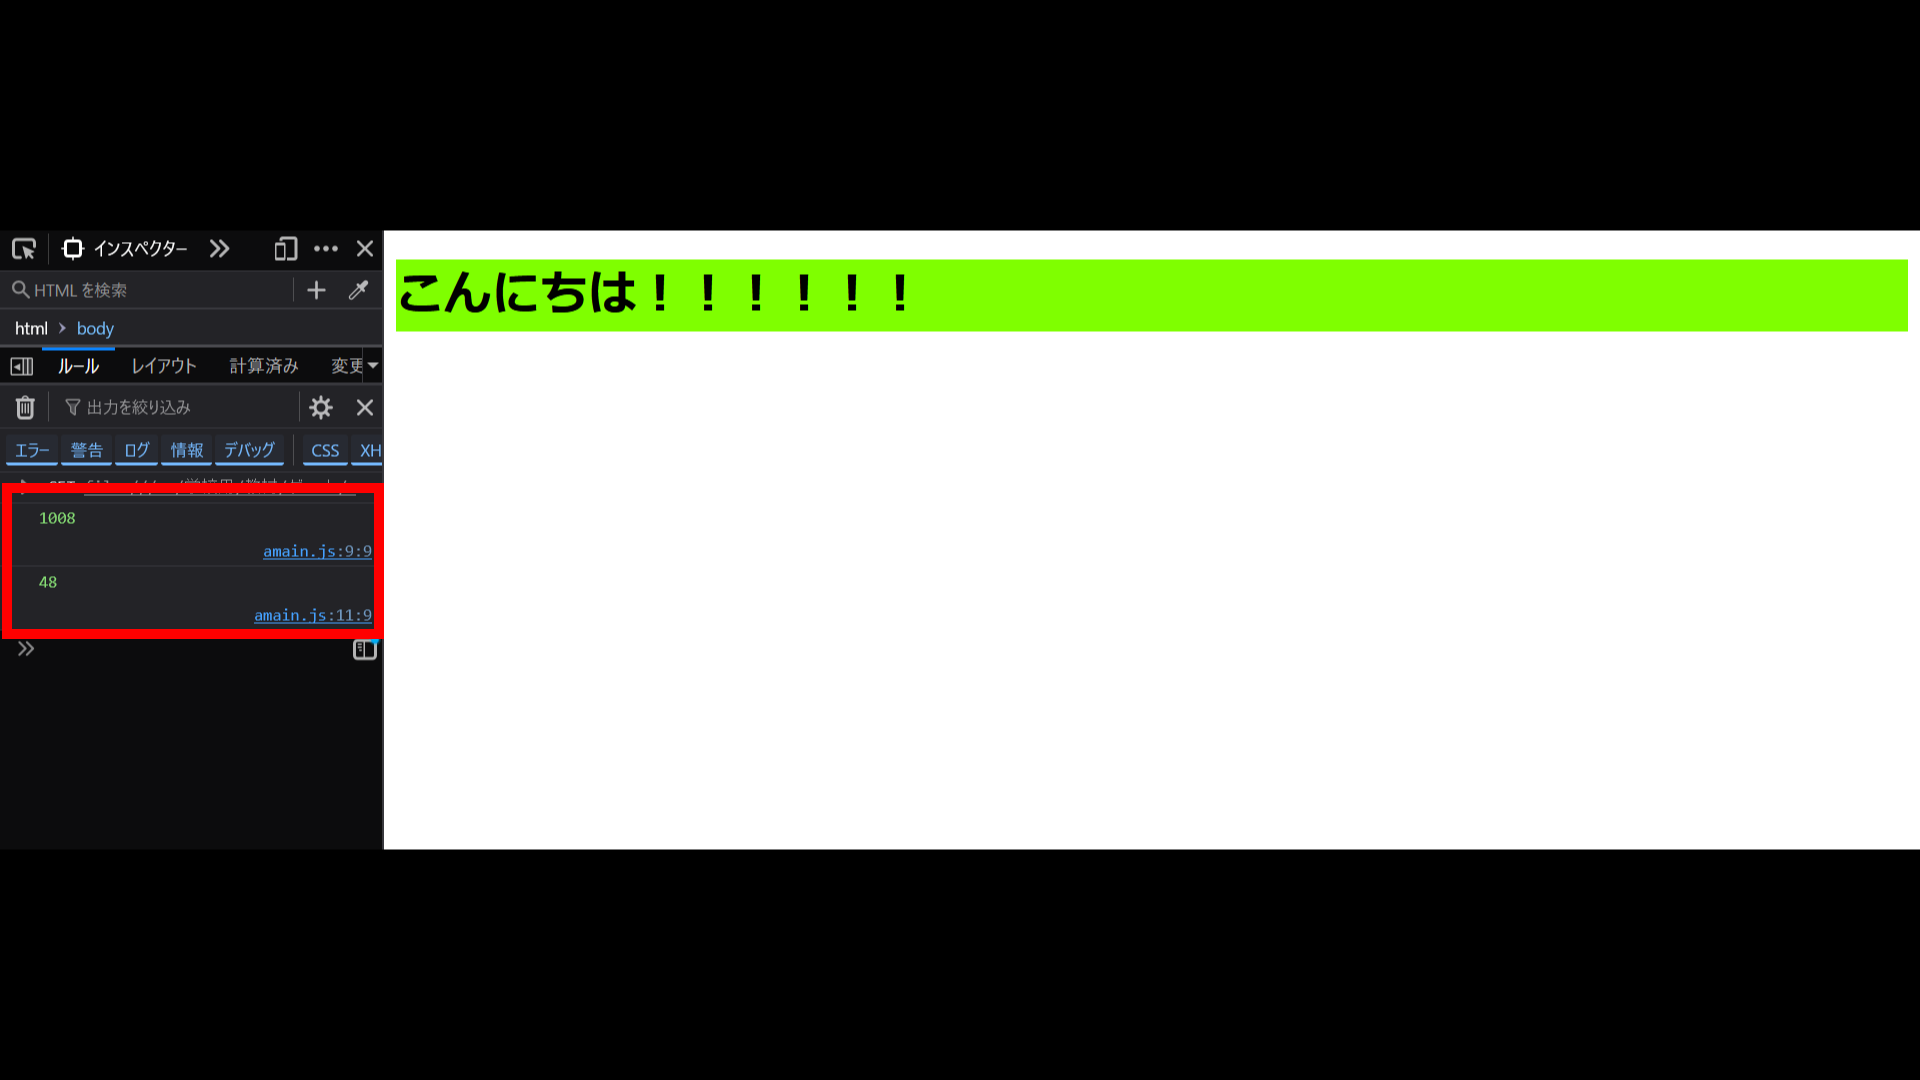 インスペクター
HTML を検索
html > body
ルール レイアウト 計算済み 変更
出力を絞り込み
エラー 警告 ログ 情報 デバッグ CSS XH
1008
amain.js:9:9
48
amain.js:11:9
こんにちは！！！！！！